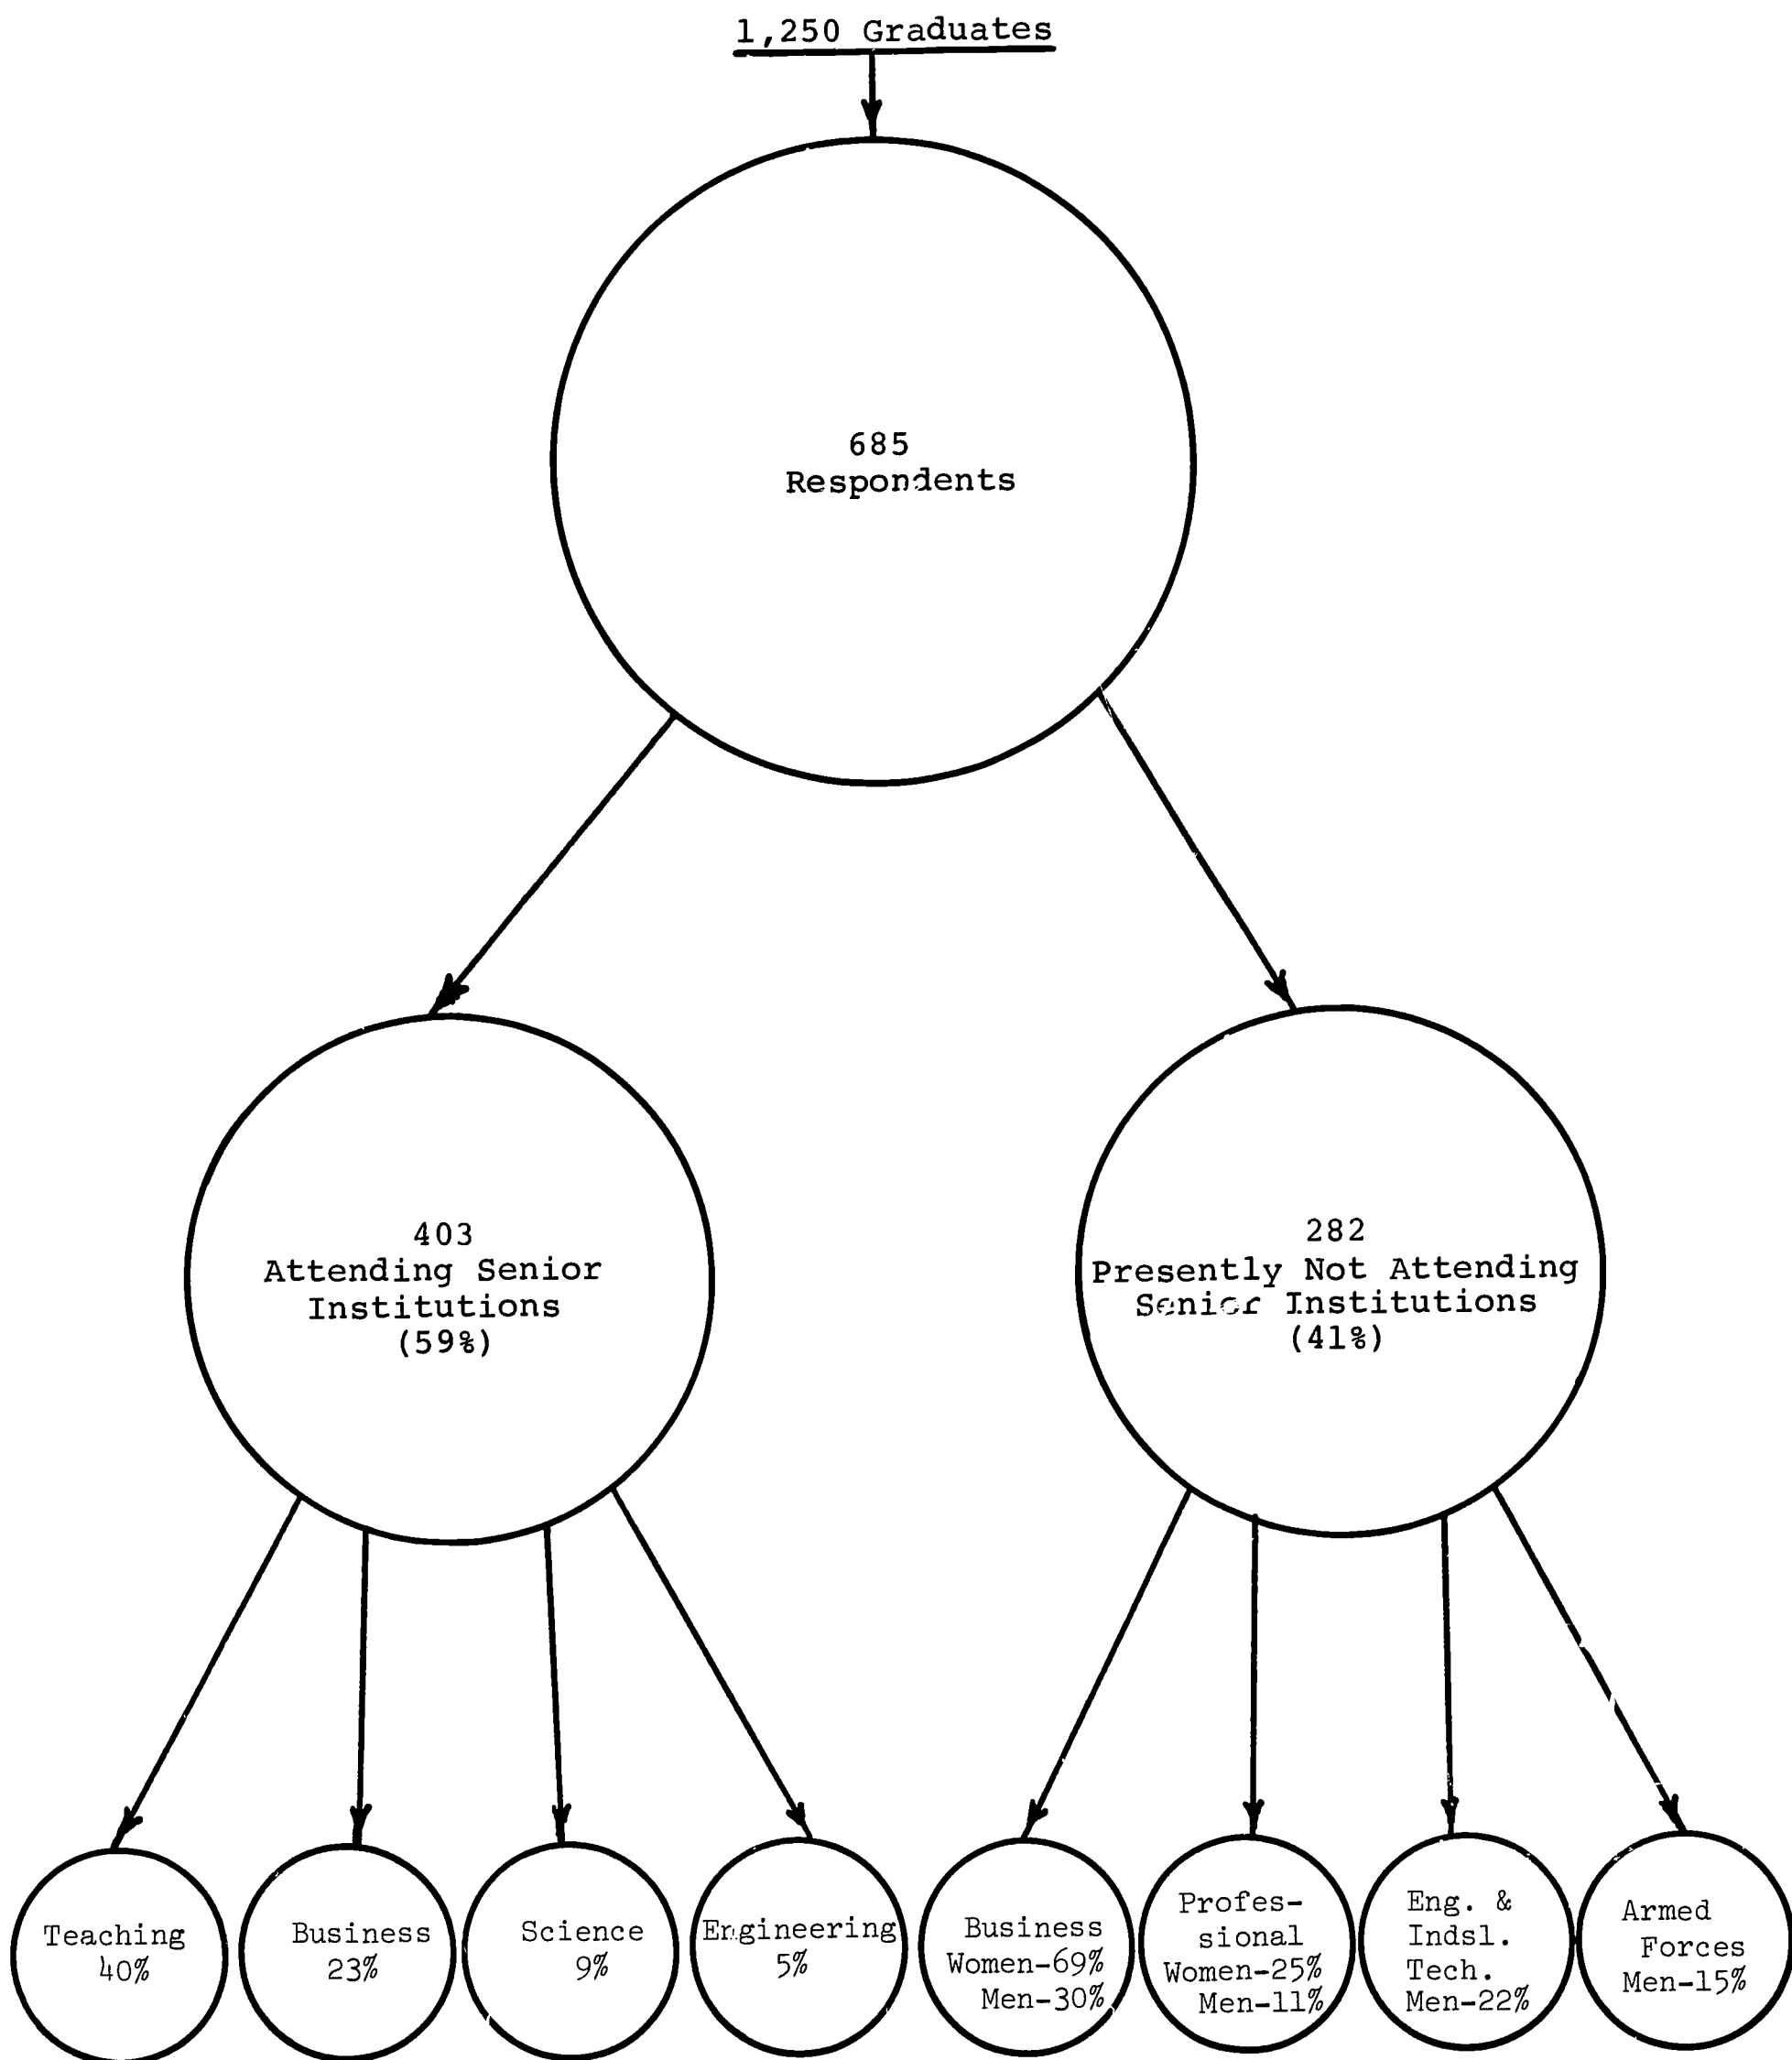 1,250 Graduates
685
Respondents
403
Attending Senior
Institutions
(59%)
282
Presently Not Attending
Senior Institutions
(41%)
Teaching
40%
Business
23%
Science
9%
Engineering
5%
Business
Women-69%
Men-30%
Profes-
sional
Women-25%
Men-11%
Eng. &
Indsl.
Tech.
Men-22%
Armed
Forces
Men-15%